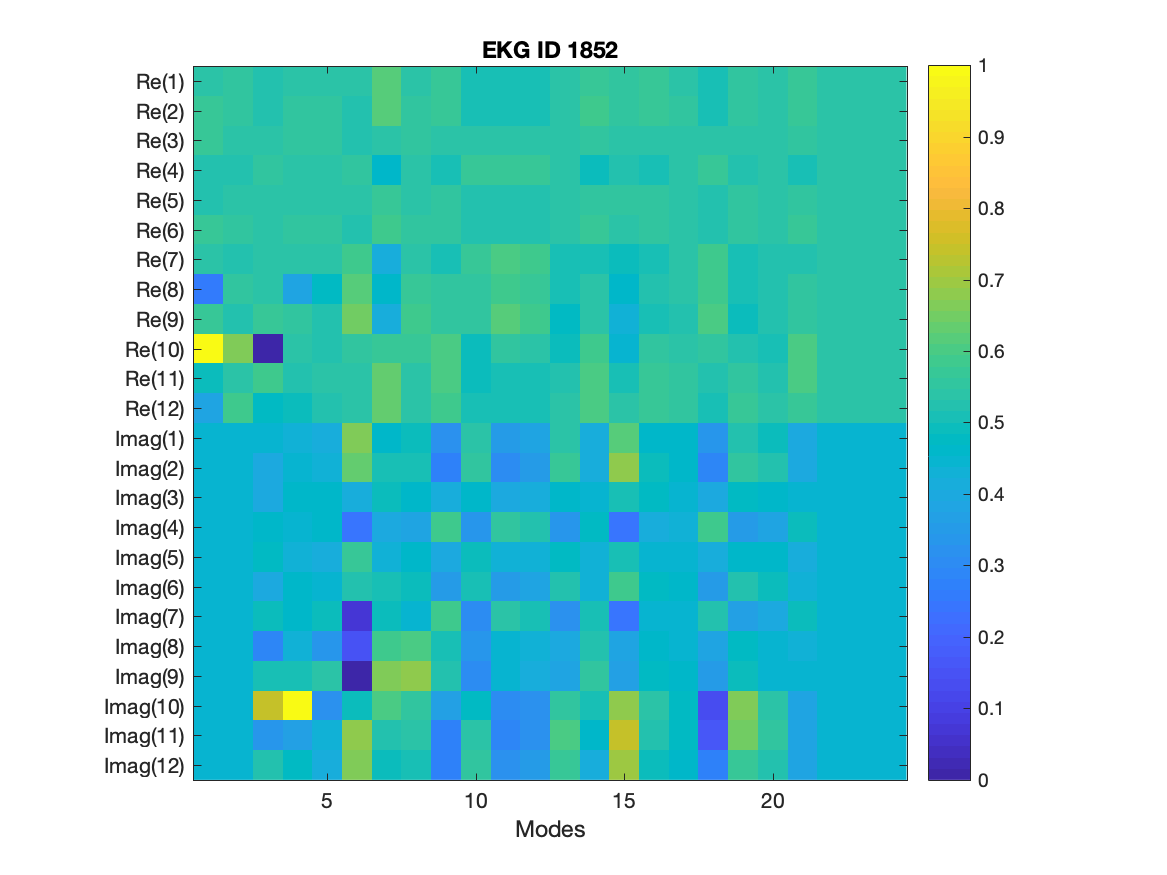 EKG ID 1852
Re(1)
Re(2)
Re(3)
Re(4)
Re(5)
Re(6)
Re(7)
Re(8)
Re(9)
Re(10)
Re(11)
Re(12)
Imag(1)
Imag(2)
Imag(3)
Imag(4)
Imag(5)
Imag(6)
Imag(7)
Imag(8)
Imag(9)
Imag(10)
Imag(11)
Imag(12)
5 10 15 20
Modes
1
0.9
0.8
0.7
0.6
0.5
0.4
0.3
0.2
0.1
0